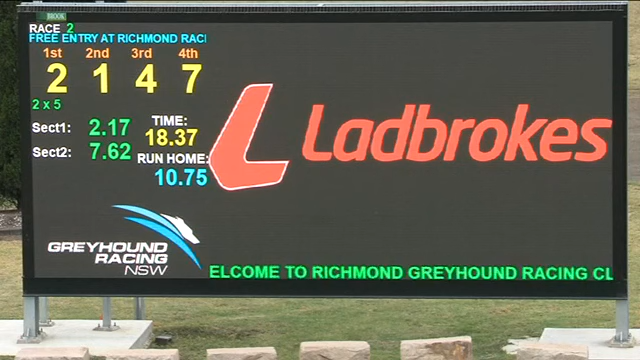 BROOK
RACE 2
FREE ENTRY AT RICHMOND RACI
1st 2nd 3rd 4th
2 1 4 7
2 x 5
Sect1: 2.17
Sect2: 7.62
TIME:
18.37
RUN HOME:
10.75
L Ladbrokes
GREYHOUND
RACING
NSW
ELCOME TO RICHMOND GREYHOUND RACING CL